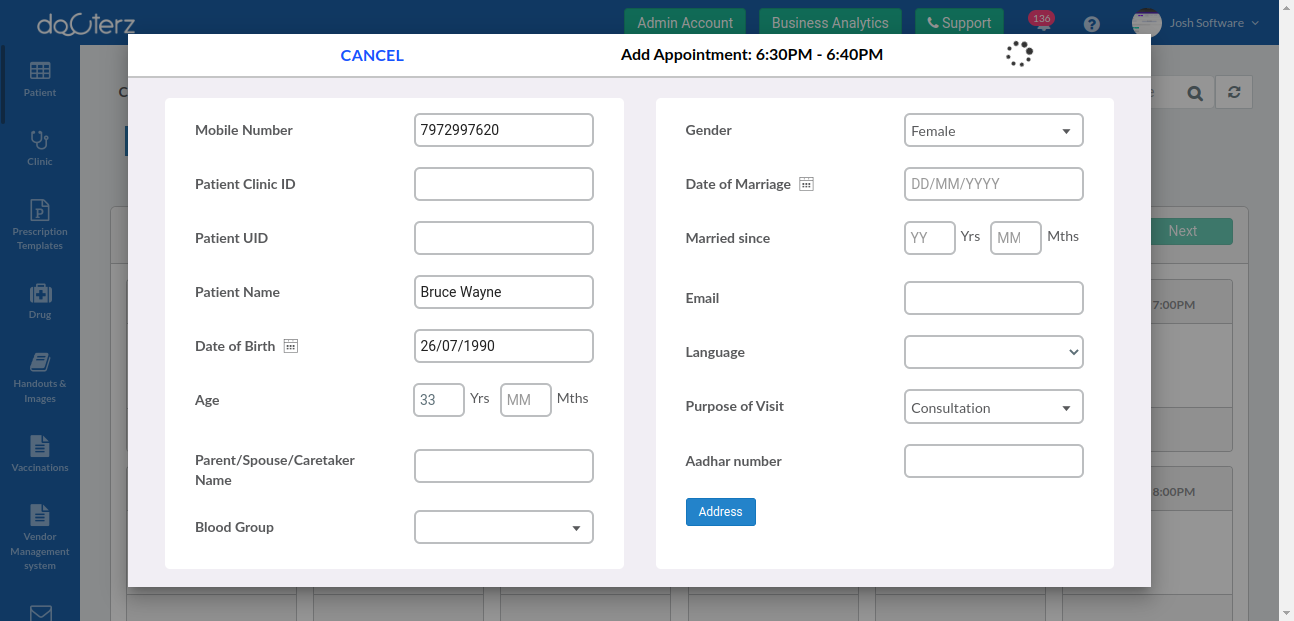 daOCterz
Admin Account
Business Analytics
Support
136
Josh Software
CANCEL
Add Appointment: 6:30PM - 6:40PM
Patient
Clinic
Prescription
Templates
Drug
Handouts &
Images
Vaccinations
Vendor
Management
system
Mobile Number
7972997620
Patient Clinic ID
Patient UID
Patient Name
Bruce Wayne
Date of Birth
26/07/1990
Age
33
Yrs
MM
Mths
Parent/Spouse/Caretaker
Name
Blood Group
Gender
Female
Date of Marriage
DD/MM/YYYY
Married since
YY
Yrs
MM
Mths
Email
Language
Purpose of Visit
Consultation
Aadhar number
Address
Next
7:00PM
8:00PM